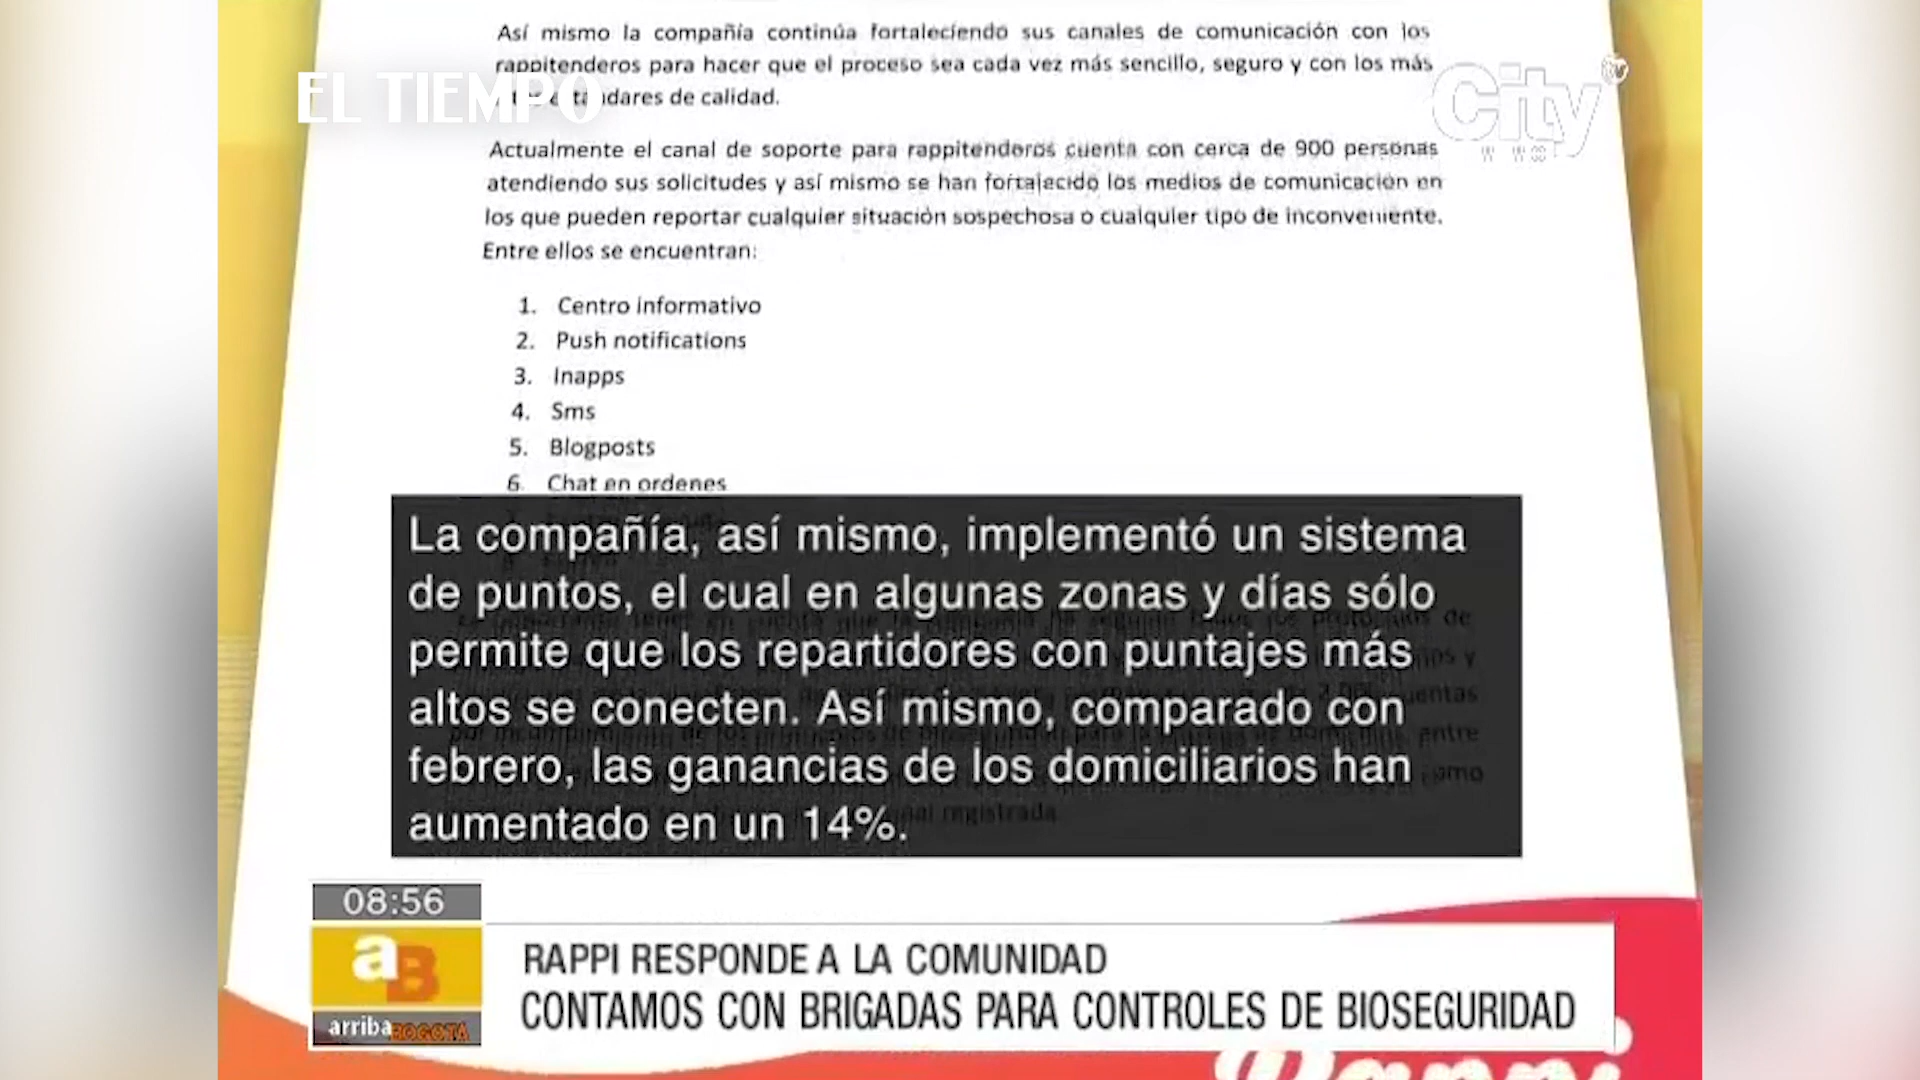 Así mismo la compañía continúa fortaleciendo sus canales de comunicación con los
rappitenderos para hacer que el proceso sea cada vez más sencillo, seguro y con los más
estándares de calidad.
EL TIEMPO
City tv
Actualmente el canal de soporte para rappitenderos cuenta con cerca de 900 personas
atendiendo sus solicitudes y así mismo se han fortalecido los medios de comunicación en
los que pueden reportar cualquier situación sospechosa o cualquier tipo de inconveniente.
Entre ellos se encuentran:
1. Centro informativo
2. Push notifications
3. Inapps
4. Sms
5. Blogposts
6. Chat en ordenes
La compañía, así mismo, implementó un sistema
de puntos, el cual en algunas zonas y días sólo
permite que los repartidores con puntajes más
altos se conecten. Así mismo, comparado con
febrero, las ganancias de los domiciliarios han
aumentado en un 14%.
registrada
08:56
aB
arriba BOGOTÁ
RAPPI RESPONDE A LA COMUNIDAD
CONTAMOS CON BRIGADAS PARA CONTROLES DE BIOSEGURIDAD
Rappi